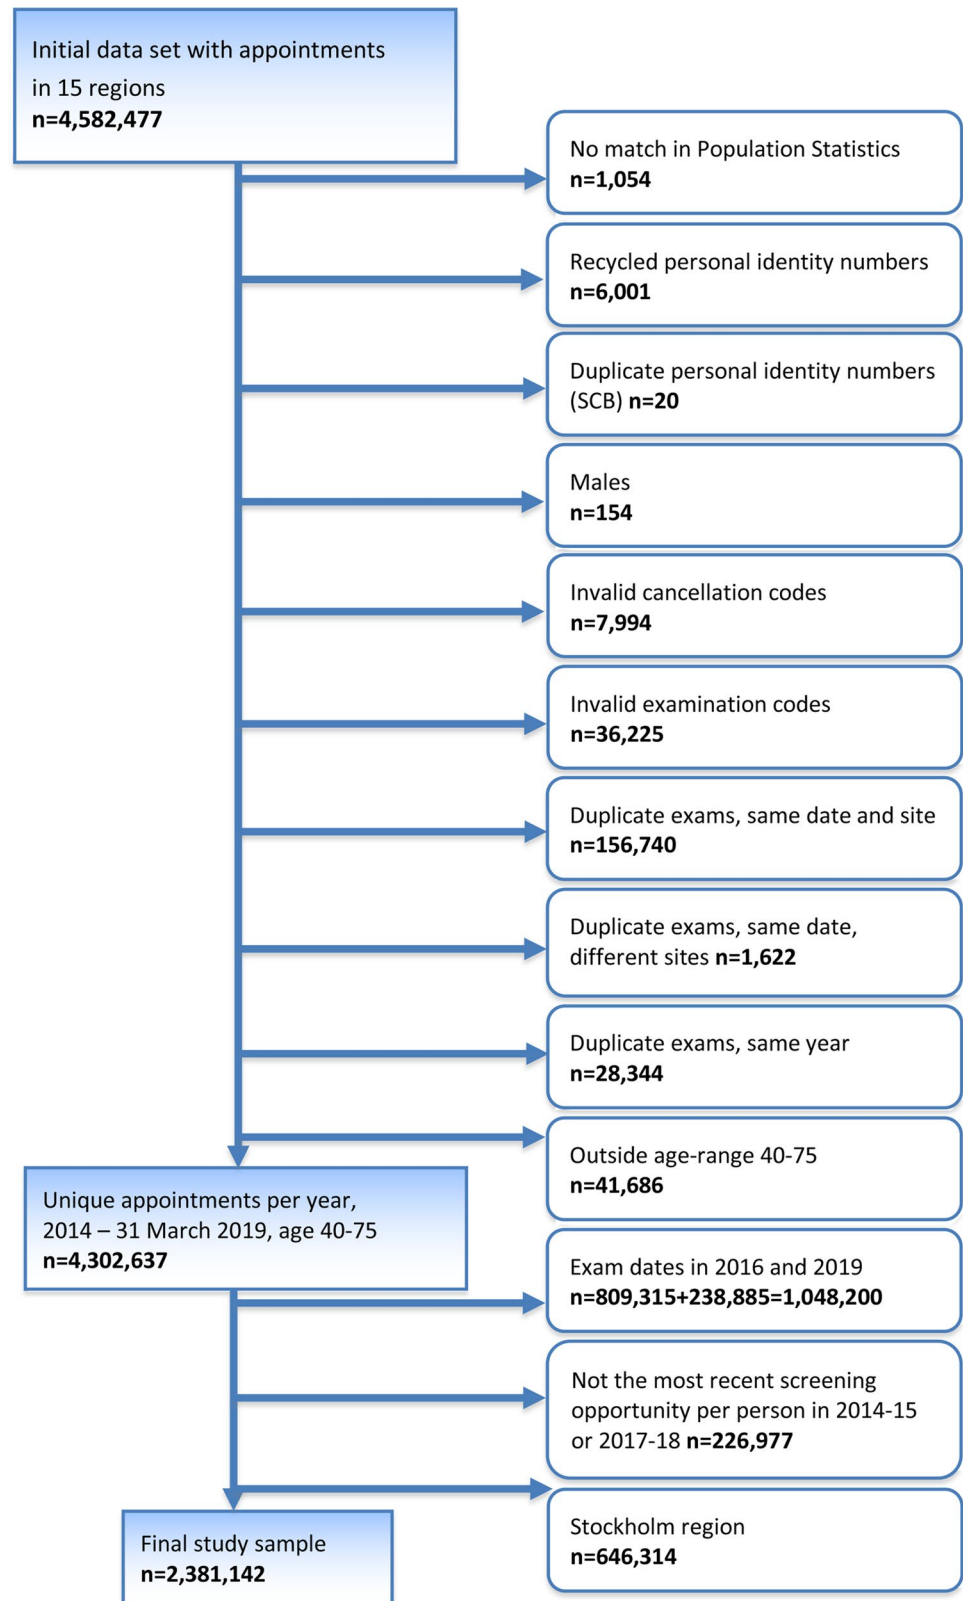 Initial data set with appointments
in 15 regions
n=4,582,477
No match in Population Statistics
n=1,054
Recycled personal identity numbers
n=6,001
Duplicate personal identity numbers
(SCB) n=20
Males
n=154
Invalid cancellation codes
n=7,994
Invalid examination codes
n=36,225
Duplicate exams, same date and site
n=156,740
Duplicate exams, same date,
different sites n=1,622
Duplicate exams, same year
n=28,344
Outside age-range 40-75
n=41,686
Unique appointments per year,
2014 – 31 March 2019, age 40-75
n=4,302,637
Exam dates in 2016 and 2019
n=809,315+238,885=1,048,200
Not the most recent screening
opportunity per person in 2014-15
or 2017-18 n=226,977
Stockholm region
n=646,314
Final study sample
n=2,381,142